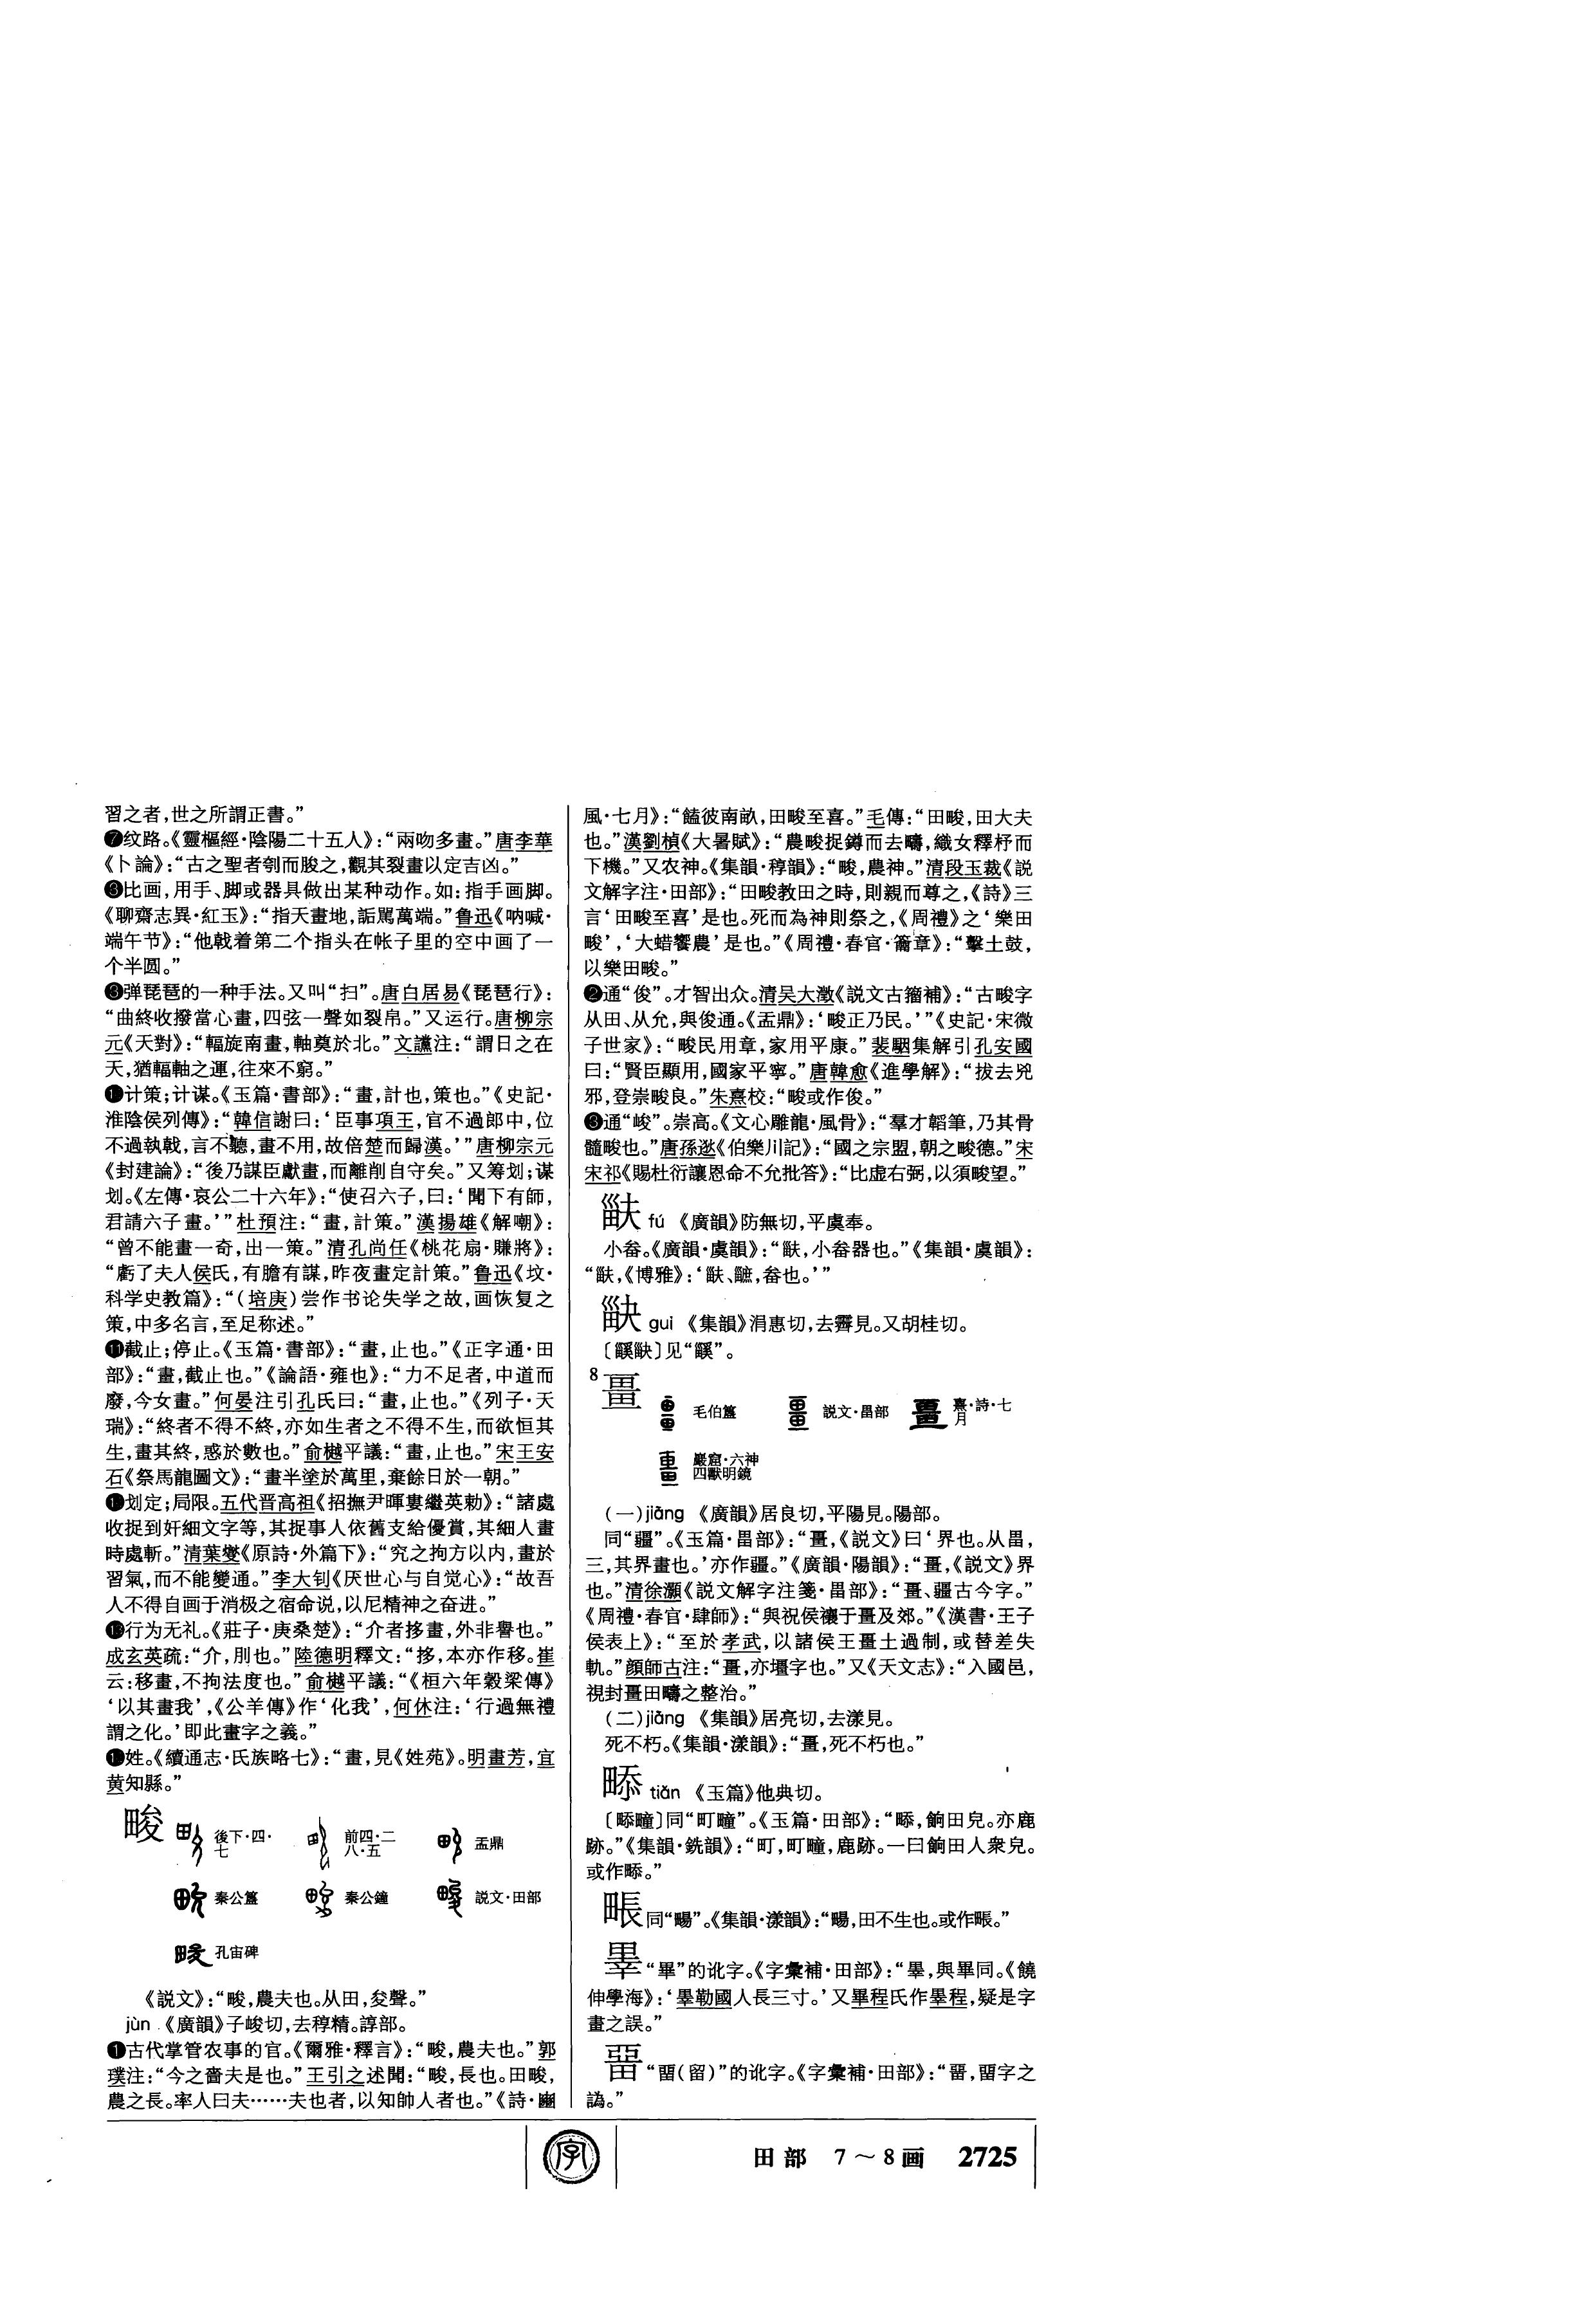 習之者,世之所謂正書。”
❼纹路。《靈樞經·陰陽二十五人》:“兩吻多畫。”唐李華
《卜論》:“古之聖者刳而朘之,觀其裂畫以定吉凶。”
❽比画,用手、脚或器具做出某种动作。如:指手画脚。
《聊齋志異·紅玉》:“指天畫地,詬駡萬端。”鲁迅《呐喊·
端午节》:“他戟着第二个指头在帐子里的空中画了一
个半圆。”
❾弹琵琶的一种手法。又叫“扫”。唐白居易《琵琶行》:
“曲終收撥當心畫,四弦一聲如裂帛。”又运行。唐柳宗
元《天對》:“輻旋南畫,軸奠於北。”文讜注:“謂日之在
天,猶輻軸之運,往來不窮。”
❿计策;计谋。《玉篇·書部》:“畫,計也,策也。”《史記·
淮陰侯列傳》:“韓信謝曰:‘臣事項王,官不過郎中,位
不過執戟,言不聽,畫不用,故倍楚而歸漢。’”唐柳宗元
《封建論》:“後乃謀臣獻畫,而離削自守矣。”又筹划;谋
划。《左傳·哀公二十六年》:“使召六子,曰:‘聞下有師,
君請六子畫。’”杜預注:“畫,計策。”漢揚雄《解嘲》:
“曾不能畫一奇,出一策。”清孔尚任《桃花扇·賺將》:
“虧了夫人侯氏,有膽有謀,昨夜畫定計策。”鲁迅《坟·
科学史教篇》:“(培庚)尝作书论失学之故,画恢复之
策,中多名言,至足称述。”
⓫截止;停止。《玉篇·書部》:“畫,止也。”《正字通·田
部》:“畫,截止也。”《論語·雍也》:“力不足者,中道而
廢,今女畫。”何晏注引孔氏曰:“畫,止也。”《列子·天
瑞》:“終者不得不終,亦如生者之不得不生,而欲恒其
生,畫其終,惑於數也。”俞樾平議:“畫,止也。”宋王安
石《祭馬龍圖文》:“畫半塗於萬里,棄餘日於一朝。”
⓬划定;局限。五代晋高祖《招撫尹暉婁繼英勅》:“諸處
收捉到奸細文字等,其捉事人依舊支給優賞,其細人畫
時處斬。”清葉燮《原詩·外篇下》:“究之拘方以内,畫於
習氣,而不能變通。”李大钊《厌世心与自觉心》:“故吾
人不得自画于消极之宿命说,以尼精神之奋进。”
⓭行为无礼。《莊子·庚桑楚》:“介者拸畫,外非譽也。”
成玄英疏:“介,刖也。”陸德明釋文:“拸,本亦作移。崔
云:移畫,不拘法度也。”俞樾平議:“《桓六年穀梁傳》
‘以其畫我’,《公羊傳》作‘化我’,何休注:‘行過無禮
謂之化。’即此畫字之義。”
⓮姓。《續通志·氏族略七》:“畫,見《姓苑》。明畫芳,宜
黄知縣。”
畯 後下·四·七 前四·二八·五 盂鼎
秦公簋 秦公鐘 説文·田部
孔宙碑
《説文》:“畯,農夫也。从田,夋聲。”
jùn 《廣韻》子峻切,去稕精。諄部。
❶古代掌管农事的官。《爾雅·釋言》:“畯,農夫也。”郭
璞注:“今之嗇夫是也。”王引之述聞:“畯,長也。田畯,
農之長。率人曰夫……夫也者,以知帥人者也。”《詩·豳
風·七月》:“饁彼南畝,田畯至喜。”毛傳:“田畯,田大夫
也。”漢劉楨《大暑賦》:“農畯捉鎛而去疇,織女釋杼而
下機。”又农神。《集韻·稕韻》:“畯,農神。”清段玉裁《説
文解字注·田部》:“田畯教田之時,則親而尊之,《詩》三
言‘田畯至喜’是也。死而為神則祭之,《周禮》之‘樂田
畯’,‘大蜡饗農’是也。”《周禮·春官·籥章》:“擊土鼓,
以樂田畯。”
❷通“俊”。才智出众。清吴大澂《説文古籀補》:“古畯字
从田、从允,與俊通。《盂鼎》:‘畯正乃民。’”《史記·宋微
子世家》:“畯民用章,家用平康。”裴駰集解引孔安國
曰:“賢臣顯用,國家平寧。”唐韓愈《進學解》:“拔去兇
邪,登崇畯良。”朱熹校:“畯或作俊。”
❸通“峻”。崇高。《文心雕龍·風骨》:“羣才韜筆,乃其骨
髓畯也。”唐孫逖《伯樂川記》:“國之宗盟,朝之畯德。”宋
宋祁《賜杜衍讓恩命不允批答》:“比虚右弼,以須畯望。”
𤱽 fú 《廣韻》防無切,平虞奉。
小畚。《廣韻·虞韻》:“𤱽,小畚器也。”《集韻·虞韻》:
gui 《集韻》涓惠切,去霽見。又胡桂切。
8
畺 毛伯簋 説文·畕部 熹·詩·七月
巖窟·六神四獸明鏡
(一)jiāng 《廣韻》居良切,平陽見。陽部。
同“疆”。《玉篇·畕部》:“畺,《説文》曰‘界也。从畕,
三,其界畫也。’亦作疆。”《廣韻·陽韻》:“畺,《説文》界
也。”清徐灝《説文解字注箋·畕部》:“畺、疆古今字。”
《周禮·春官·肆師》:“與祝侯禳于畺及郊。”《漢書·王子
侯表上》:“至於孝武,以諸侯王畺土過制,或替差失
軌。”顔師古注:“畺,亦壃字也。”又《天文志》:“入國邑,
視封畺田疇之整治。”
(二)jiāng 《集韻》居亮切,去漾見。
死不朽。《集韻·漾韻》:“畺,死不朽也。”
㖭 tiǎn 《玉篇》他典切。
同“町疃”。《玉篇·田部》:
跡。”《集韻·銑韻》:“町,町疃,鹿跡。一曰餉田人衆皃。
或作
同“畼”。《集韻·漾韻》:“畼,田不生也。或作
“畢”的讹字。《字彙補·田部》:與畢同。《饒
伸學海》:勒國人長三寸。’又畢程氏作疑是字
畫之誤。”
(留)”的讹字。《字彙補·田部》:字之
譌。”
字
田部 7～8画 2725